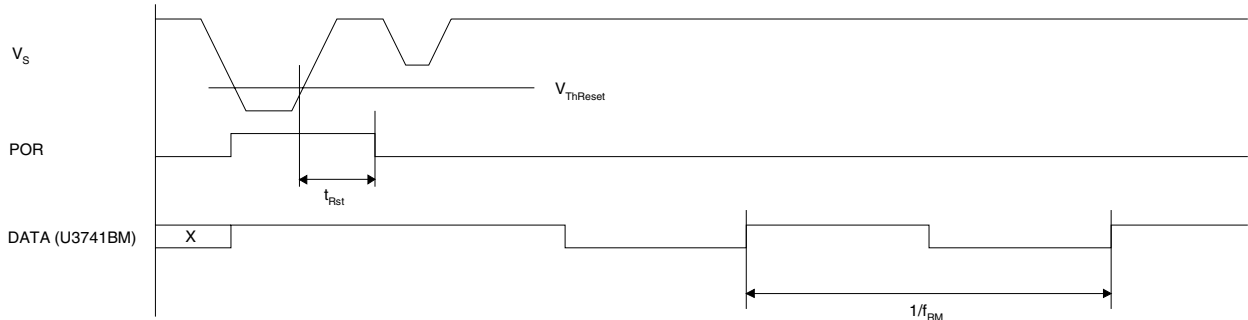 V_S
V_ThReset
POR
t_Rst
DATA (U3741BM)
X
1/f_RM